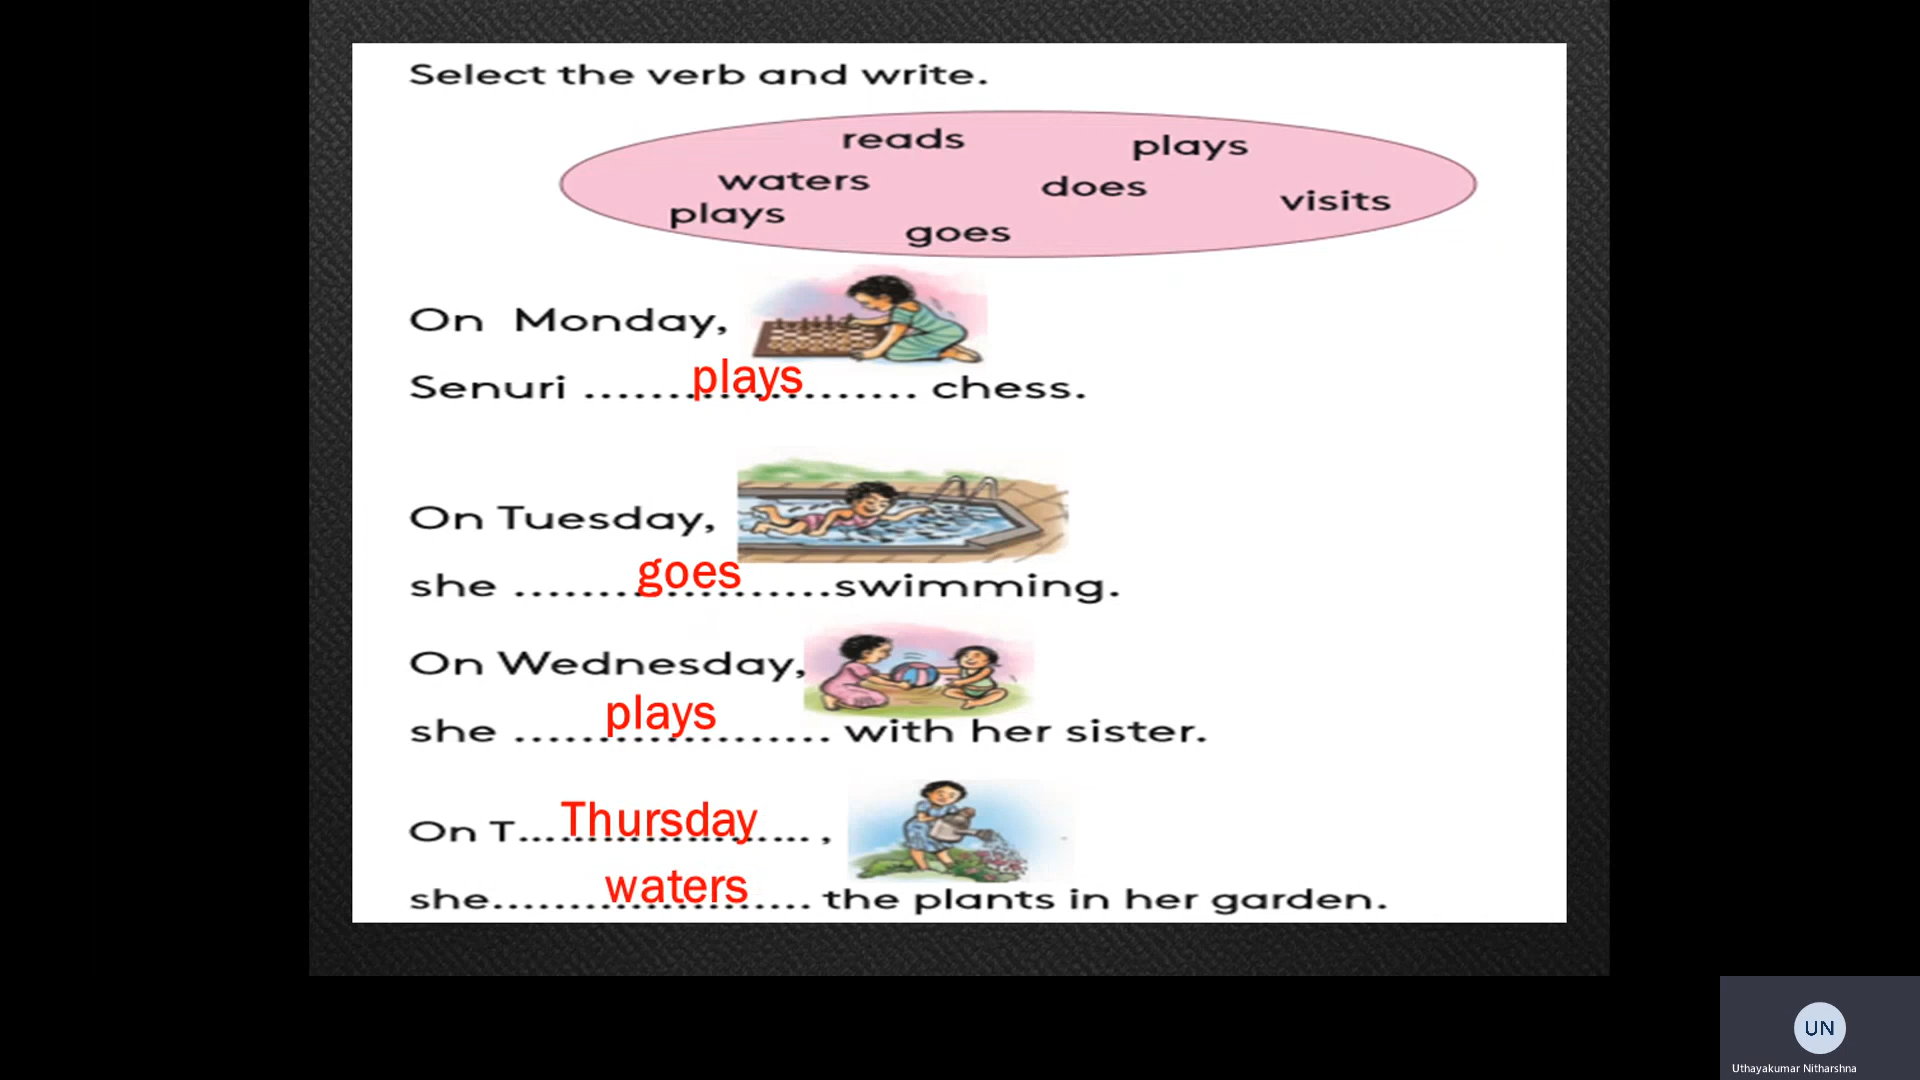 Select the verb and write.
reads plays
waters does visits
plays goes
On Monday,
Senuri ........plays........ chess.
On Tuesday,
she ........goes........swimming.
On Wednesday,
she ........plays........ with her sister.
On T...Thursday... ,
she........waters........ the plants in her garden.
UN
Uthayakumar Nitharshna